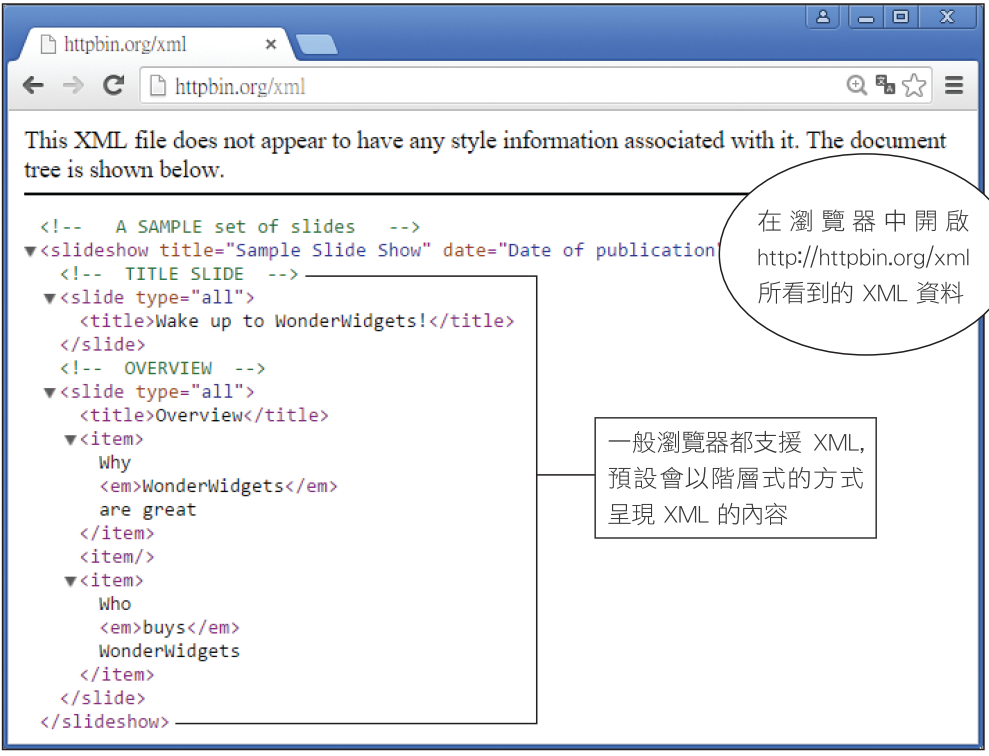 httpbin.org/xml
httpbin.org/xml
This XML file does not appear to have any style information associated with it. The document
tree is shown below.
<!--   A SAMPLE set of slides   -->
▼<slideshow title="Sample Slide Show" date="Date of publication"
<!--  TITLE SLIDE  -->
▼<slide type="all">
<title>Wake up to WonderWidgets!</title>
</slide>
<!--  OVERVIEW  -->
▼<slide type="all">
<title>Overview</title>
▼<item>
Why
<em>WonderWidgets</em>
are great
</item>
<item/>
▼<item>
Who
<em>buys</em>
WonderWidgets
</item>
</slide>
</slideshow>
在瀏覽器中開啟
http://httpbin.org/xml
所看到的 XML 資料
一般瀏覽器都支援 XML,
預設會以階層式的方式
呈現 XML 的內容